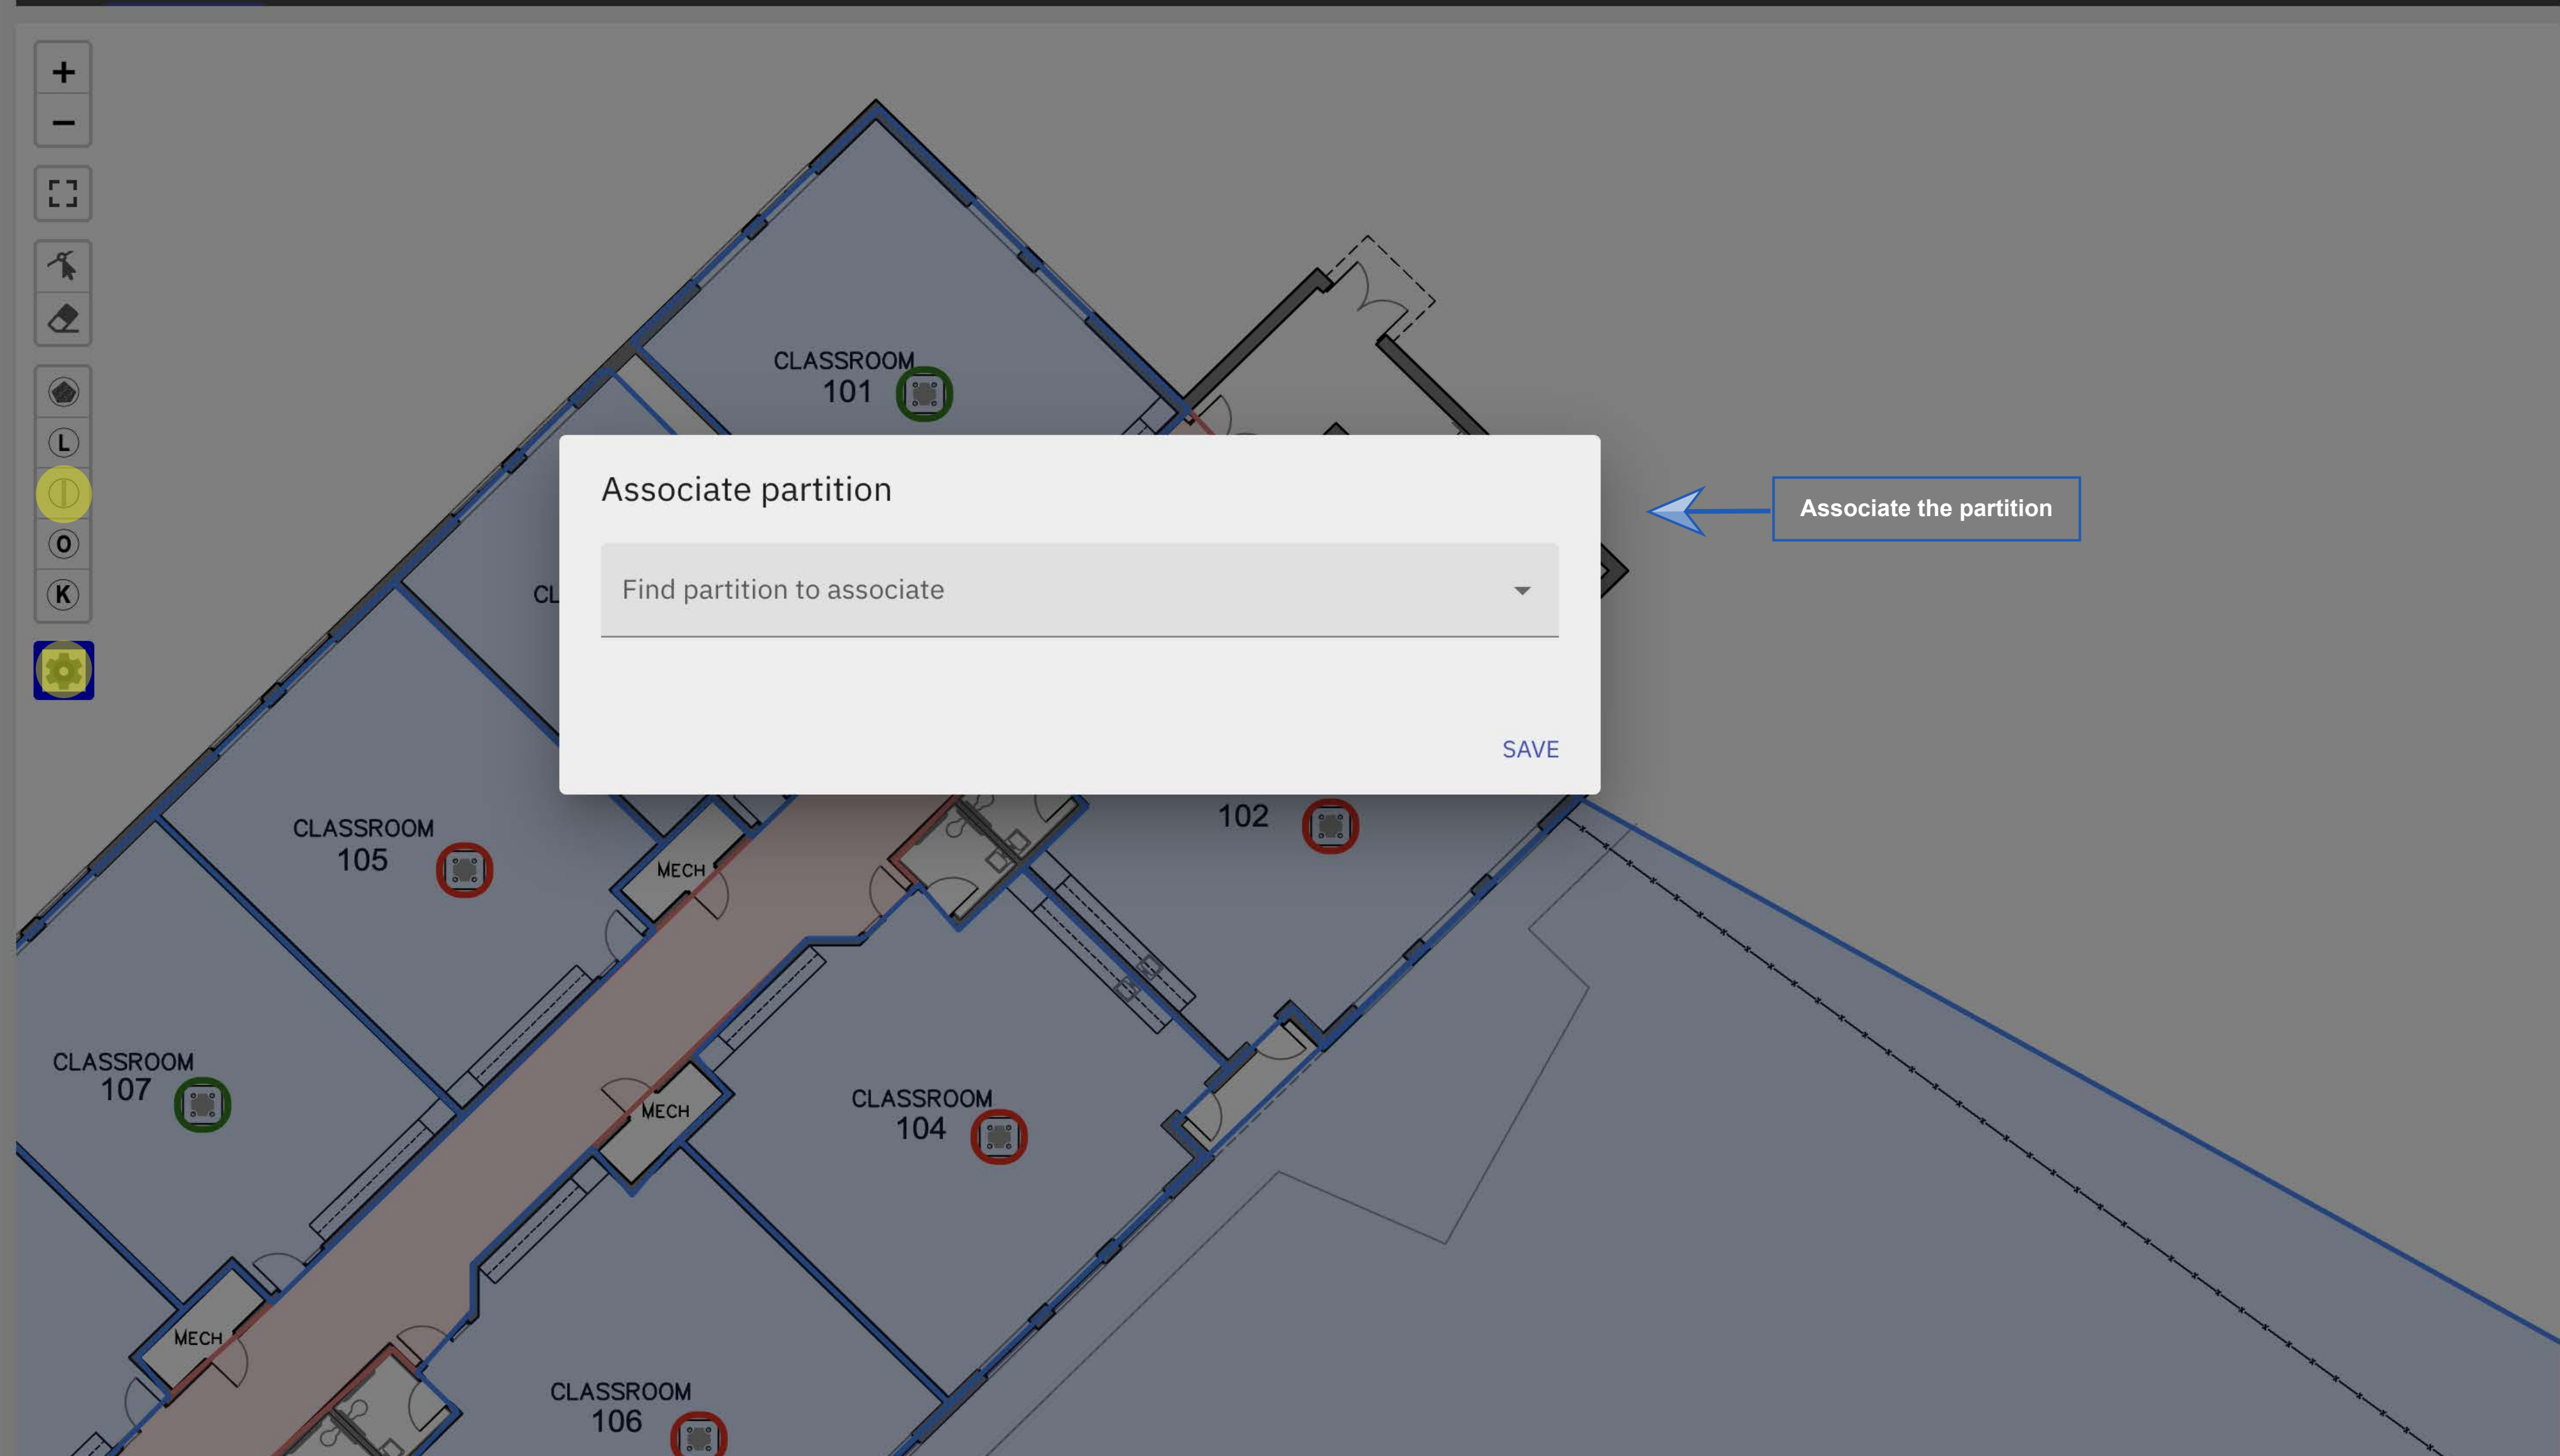 +
−
L
O
K
CLASSROOM
101
Associate partition
Associate the partition
Find partition to associate
CL
SAVE
102
CLASSROOM
105
MECH
CLASSROOM
107
CLASSROOM
104
MECH
MECH
CLASSROOM
106